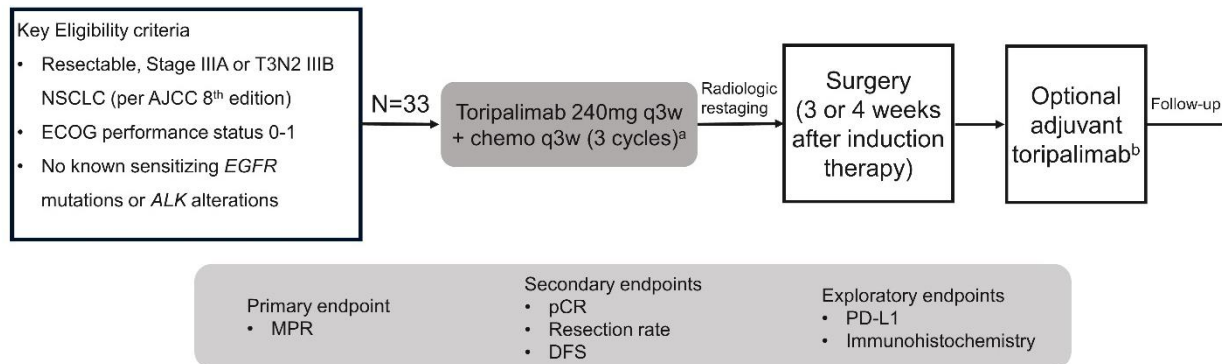 Key Eligibility criteria
• Resectable, Stage IIIA or T3N2 IIIB
NSCLC (per AJCC 8th edition)
• ECOG performance status 0-1
• No known sensitizing EGFR
mutations or ALK alterations
N=33
Toripalimab 240mg q3w
+ chemo q3w (3 cycles)a
Radiologic
restaging
Surgery
(3 or 4 weeks
after induction
therapy)
Optional
adjuvant
toripalimabb
Follow-up
Primary endpoint
• MPR
Secondary endpoints
• pCR
• Resection rate
• DFS
Exploratory endpoints
• PD-L1
• Immunohistochemistry